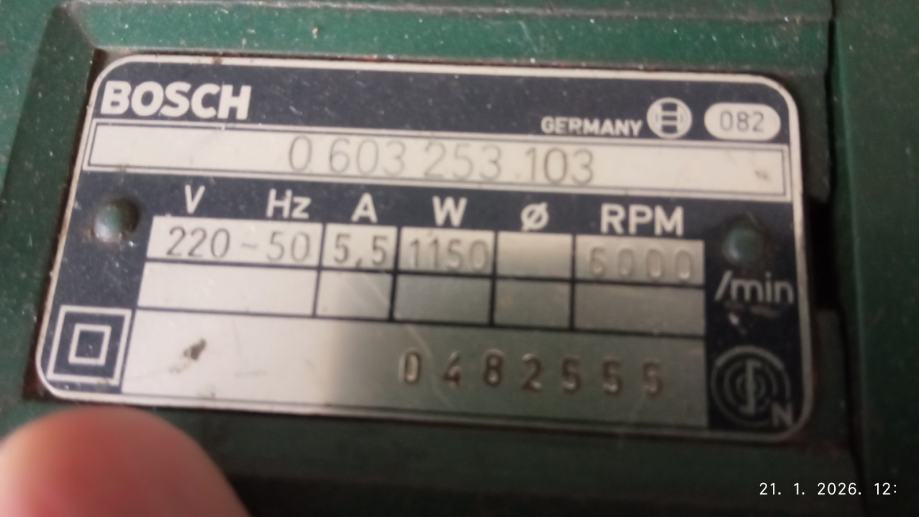 BOSCH
GERMANY 082
0 603 253 103
V Hz A W Ø RPM
220 ~ 50 5,5 1150 6000
/min
0482555
N
21. 1. 2026. 12: